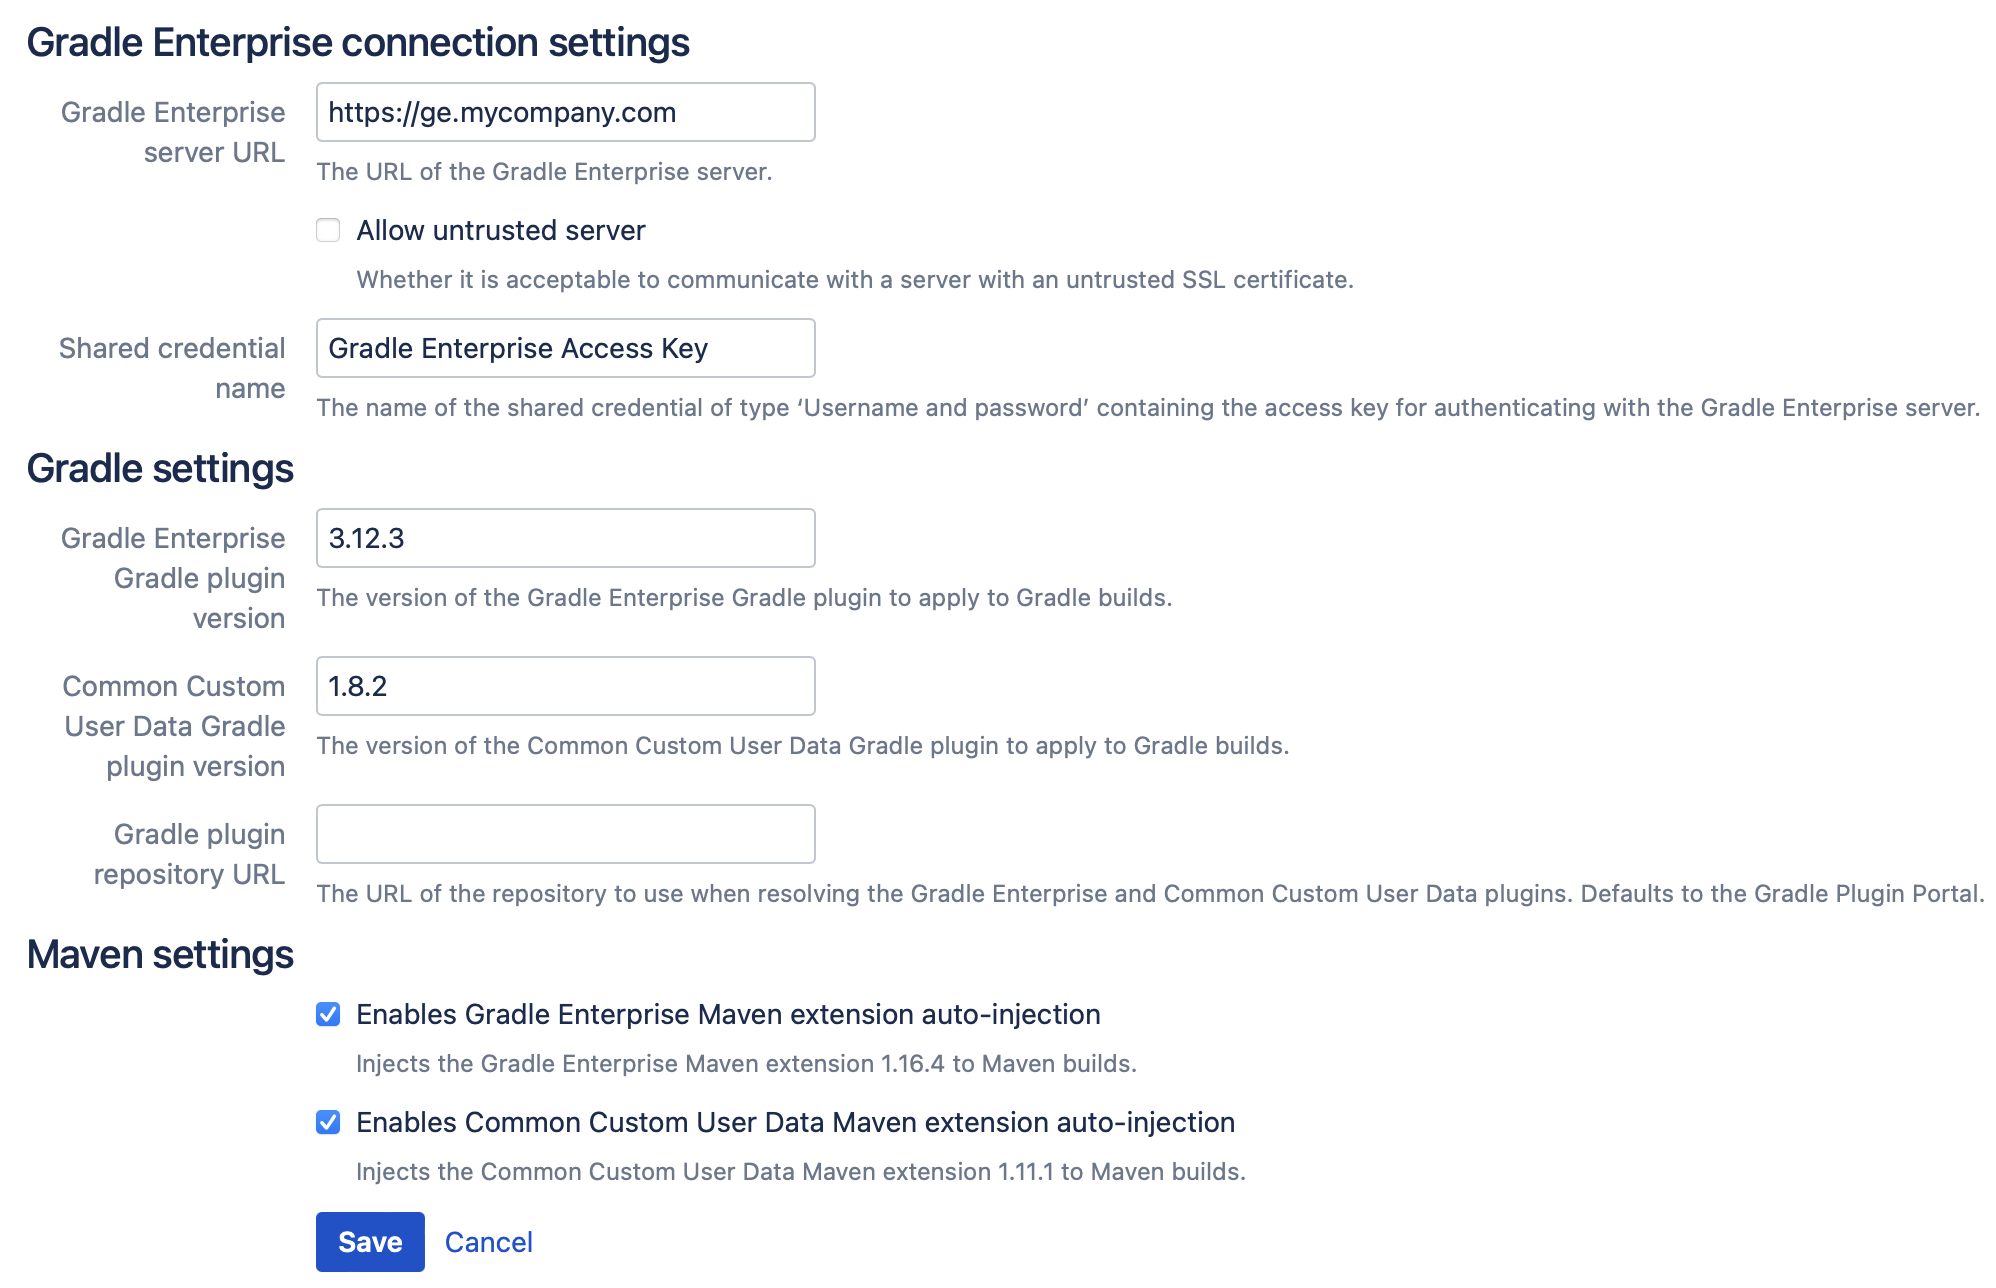 Gradle Enterprise connection settings
Gradle Enterprise
server URL
https://ge.mycompany.com
The URL of the Gradle Enterprise server.
Allow untrusted server
Whether it is acceptable to communicate with a server with an untrusted SSL certificate.
Shared credential
name
Gradle Enterprise Access Key
The name of the shared credential of type ‘Username and password’ containing the access key for authenticating with the Gradle Enterprise server.
Gradle settings
Gradle Enterprise
Gradle plugin
version
3.12.3
The version of the Gradle Enterprise Gradle plugin to apply to Gradle builds.
Common Custom
User Data Gradle
plugin version
1.8.2
The version of the Common Custom User Data Gradle plugin to apply to Gradle builds.
Gradle plugin
repository URL
The URL of the repository to use when resolving the Gradle Enterprise and Common Custom User Data plugins. Defaults to the Gradle Plugin Portal.
Maven settings
Enables Gradle Enterprise Maven extension auto-injection
Injects the Gradle Enterprise Maven extension 1.16.4 to Maven builds.
Enables Common Custom User Data Maven extension auto-injection
Injects the Common Custom User Data Maven extension 1.11.1 to Maven builds.
Save Cancel